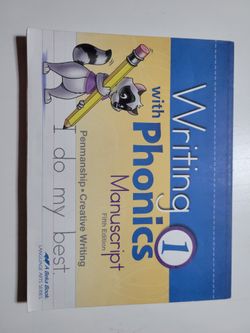 Writing 1
with Phonics
Manuscript
Fifth Edition
Penmanship • Creative Writing
I do my best
A Beka Book
LANGUAGE ARTS SERIES